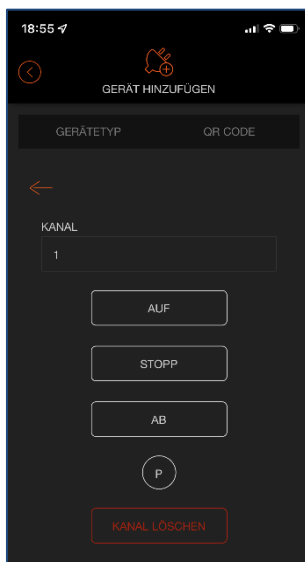 18:55
GERÄT HINZUFÜGEN
GERÄTETYP QR CODE
KANAL
1
AUF
STOPP
AB
P
KANAL LÖSCHEN